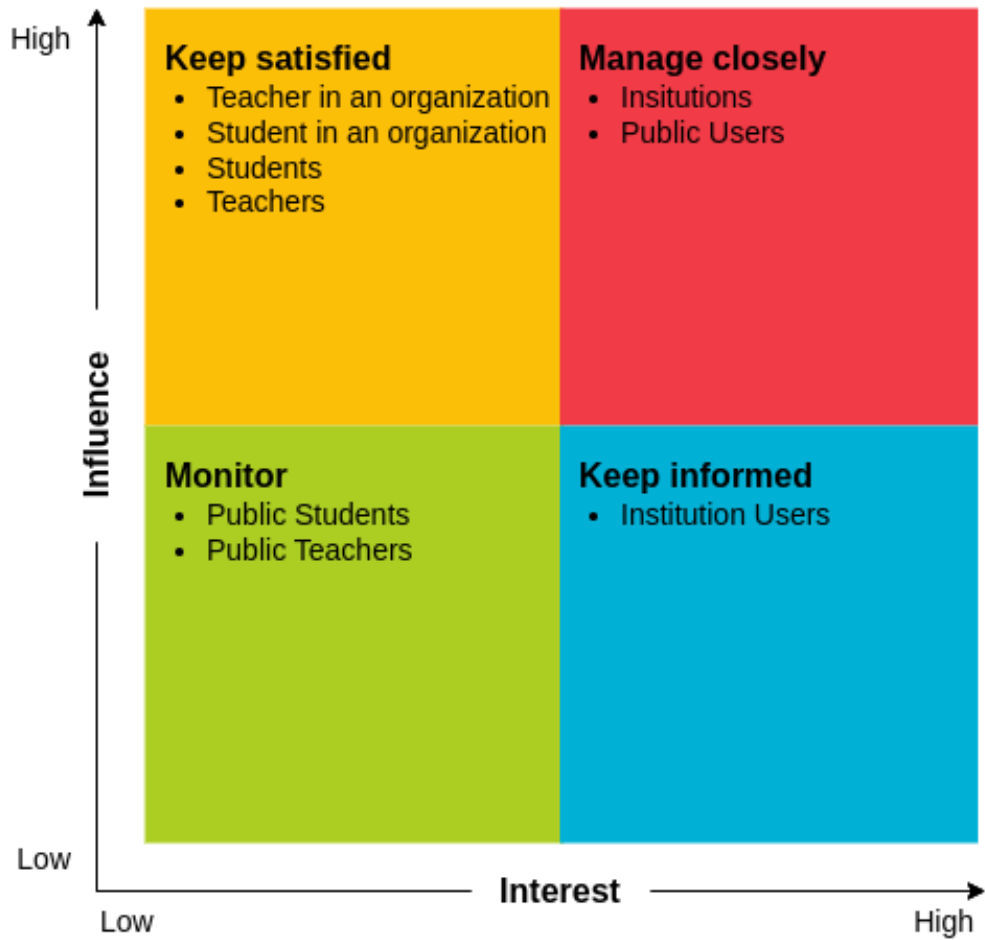 High
Keep satisfied
• Teacher in an organization
• Student in an organization
• Students
• Teachers
Manage closely
• Insitutions
• Public Users
Influence
Monitor
• Public Students
• Public Teachers
Keep informed
• Institution Users
Low
Interest
Low
High